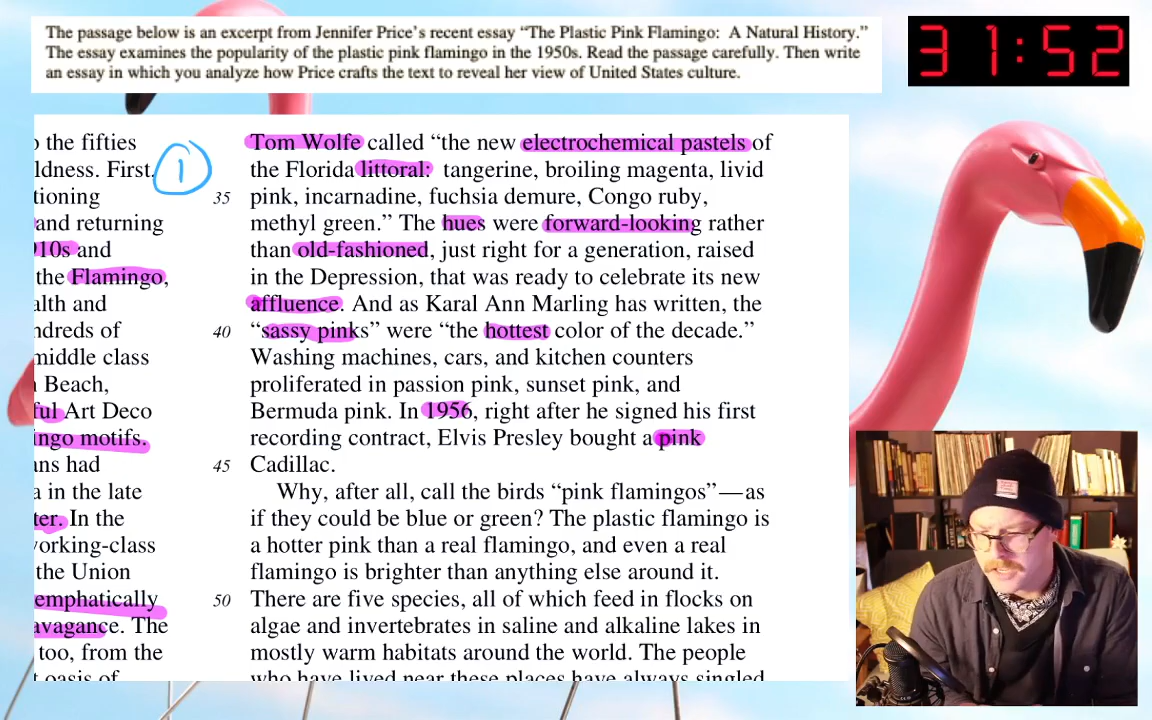 The passage below is an excerpt from Jennifer Price's recent essay “The Plastic Pink Flamingo: A Natural History.”
The essay examines the popularity of the plastic pink flamingo in the 1950s. Read the passage carefully. Then write
an essay in which you analyze how Price crafts the text to reveal her view of United States culture.
31:52
the fifties
ldness. First,
tioning
and returning
910s and
the Flamingo,
alth and
ndreds of
middle class
Beach,
ful Art Deco
ingo motifs.
ans had
a in the late
ter. In the
orking-class
the Union
emphatically
avagance. The
too, from the
t oasis of
1
Tom Wolfe called “the new electrochemical pastels of
the Florida littoral: tangerine, broiling magenta, livid
35 pink, incarnadine, fuchsia demure, Congo ruby,
methyl green.” The hues were forward-looking rather
than old-fashioned, just right for a generation, raised
in the Depression, that was ready to celebrate its new
affluence. And as Karal Ann Marling has written, the
40 “sassy pinks” were “the hottest color of the decade.”
Washing machines, cars, and kitchen counters
proliferated in passion pink, sunset pink, and
Bermuda pink. In 1956, right after he signed his first
recording contract, Elvis Presley bought a pink
45 Cadillac.
Why, after all, call the birds “pink flamingos”—as
if they could be blue or green? The plastic flamingo is
a hotter pink than a real flamingo, and even a real
flamingo is brighter than anything else around it.
50 There are five species, all of which feed in flocks on
algae and invertebrates in saline and alkaline lakes in
mostly warm habitats around the world. The people
who have lived near these places have always singled